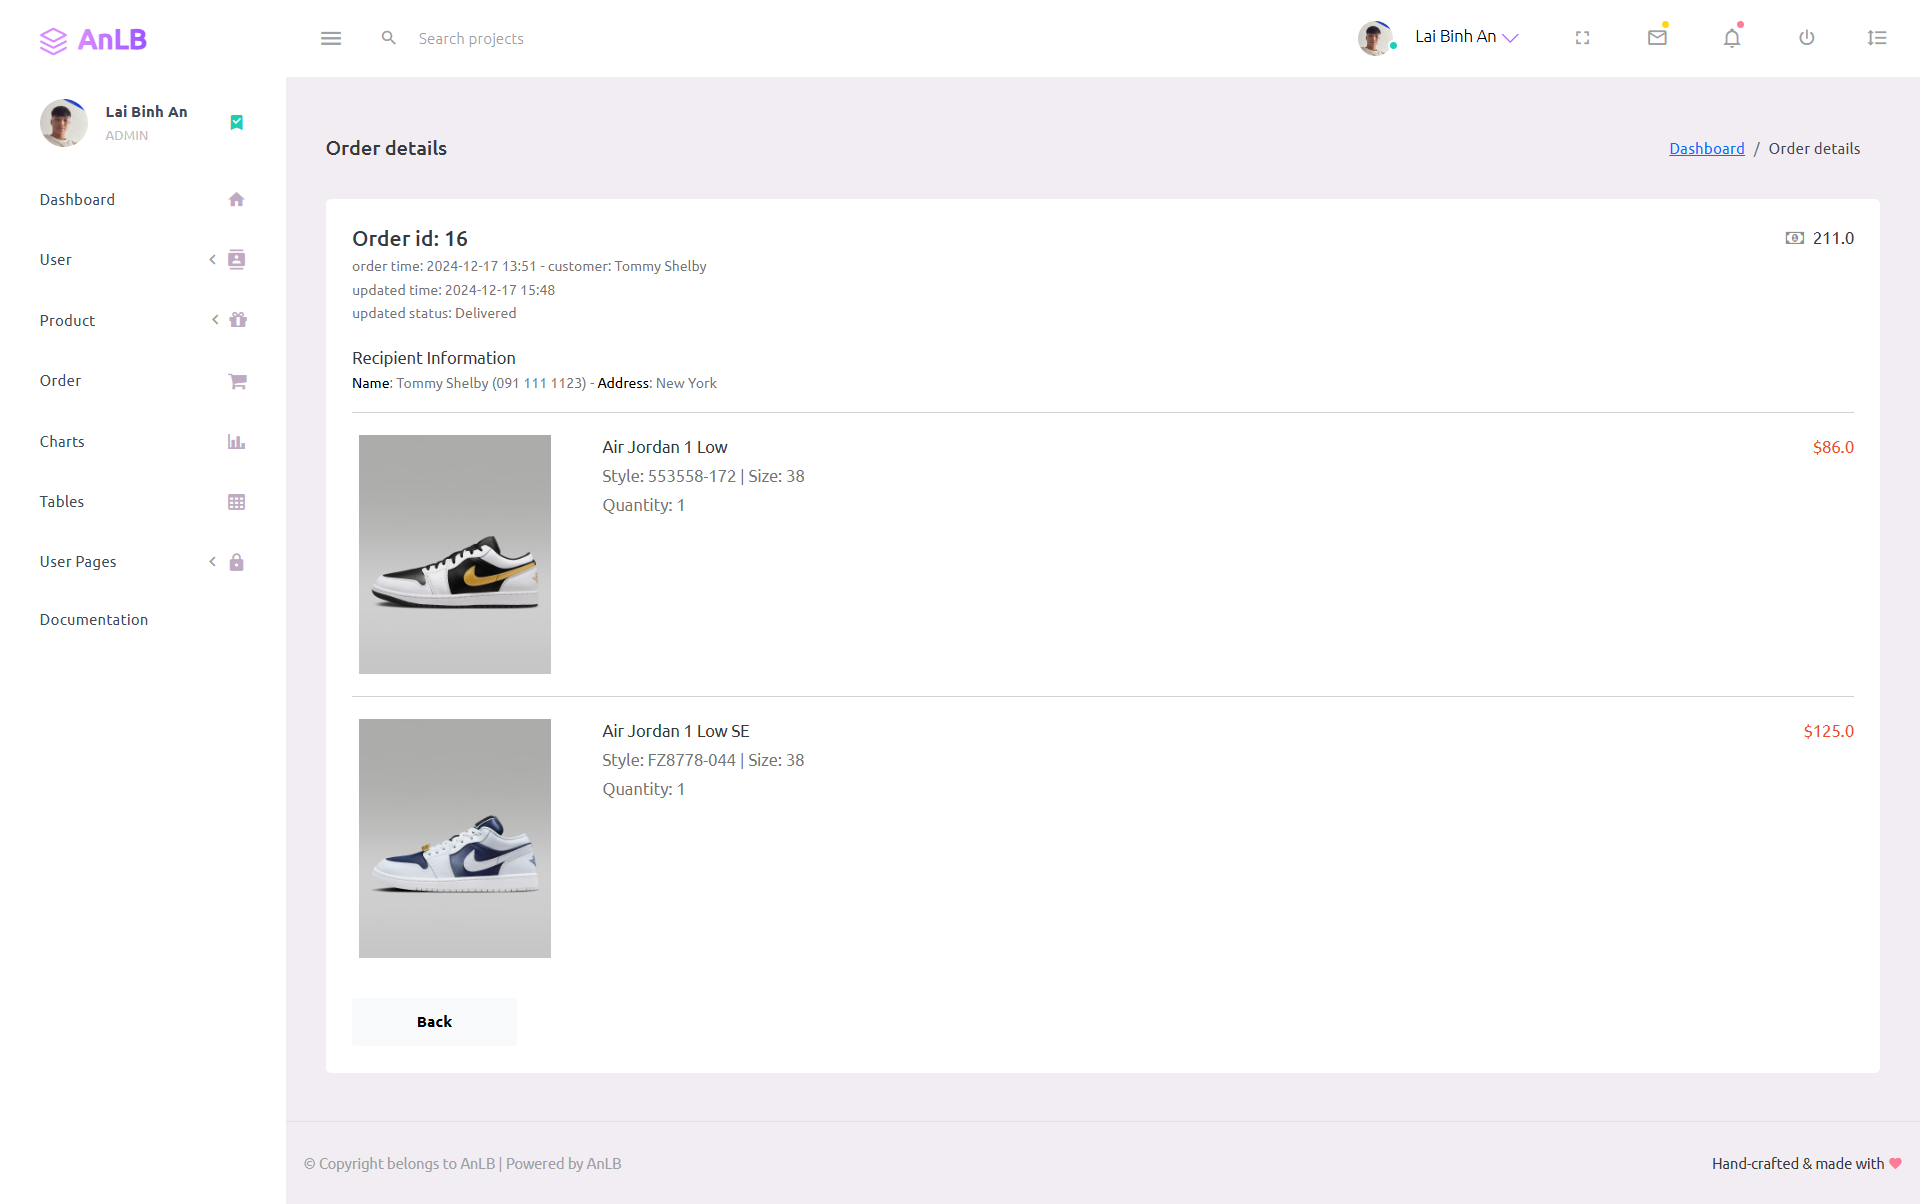 AnLB
Search projects
Lai Binh An
Lai Binh An
ADMIN
Dashboard
User
Product
Order
Charts
Tables
User Pages
Documentation
Order details
Dashboard / Order details
Order id: 16
211.0
order time: 2024-12-17 13:51 - customer: Tommy Shelby
updated time: 2024-12-17 15:48
updated status: Delivered
Recipient Information
Name: Tommy Shelby (091 111 1123) - Address: New York
Air Jordan 1 Low
$86.0
Style: 553558-172 | Size: 38
Quantity: 1
Air Jordan 1 Low SE
$125.0
Style: FZ8778-044 | Size: 38
Quantity: 1
Back
© Copyright belongs to AnLB | Powered by AnLB
Hand-crafted & made with